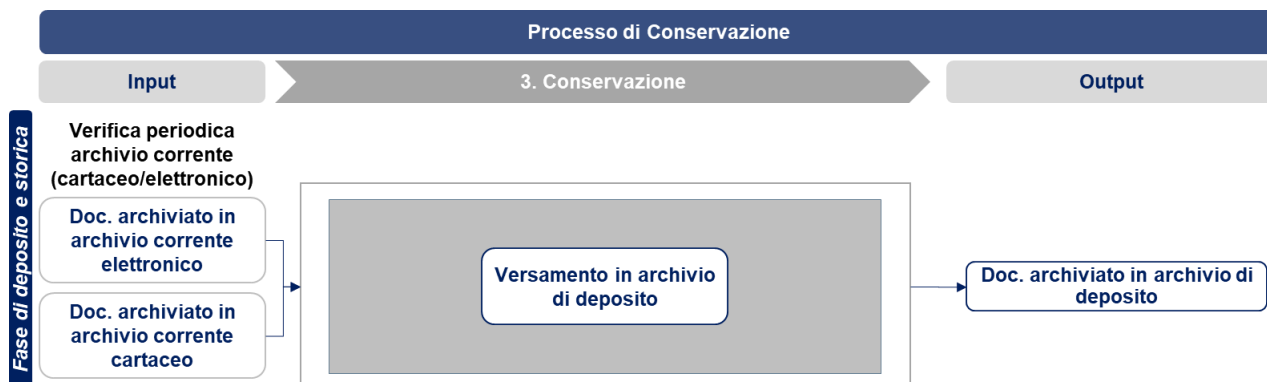 Processo di Conservazione
Input
3. Conservazione
Output
Fase di deposito e storica
Verifica periodica
archivio corrente
(cartaceo/elettronico)
Doc. archiviato in
archivio corrente
elettronico
Doc. archiviato in
archivio corrente
cartaceo
Versamento in archivio
di deposito
Doc. archiviato in archivio di
deposito